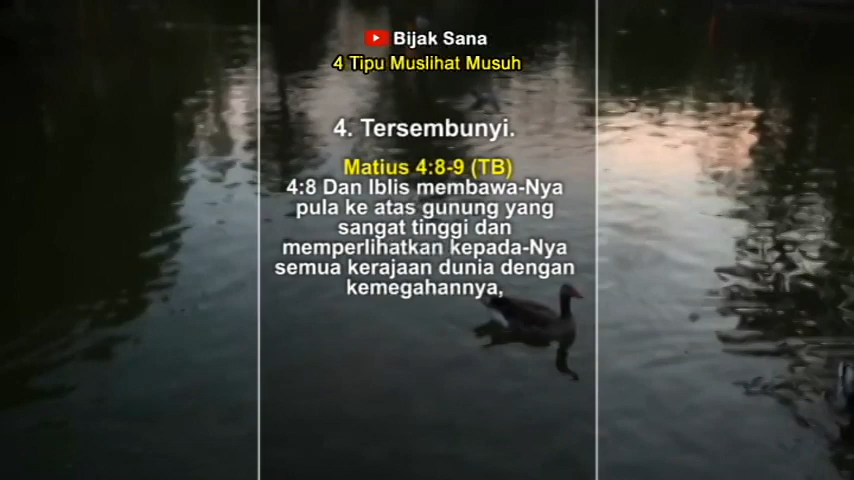 Bijak Sana
4 Tipu Muslihat Musuh
4. Tersembunyi.
Matius 4:8-9 (TB)
4:8 Dan Iblis membawa-Nya
pula ke atas gunung yang
sangat tinggi dan
memperlihatkan kepada-Nya
semua kerajaan dunia dengan
kemegahannya,